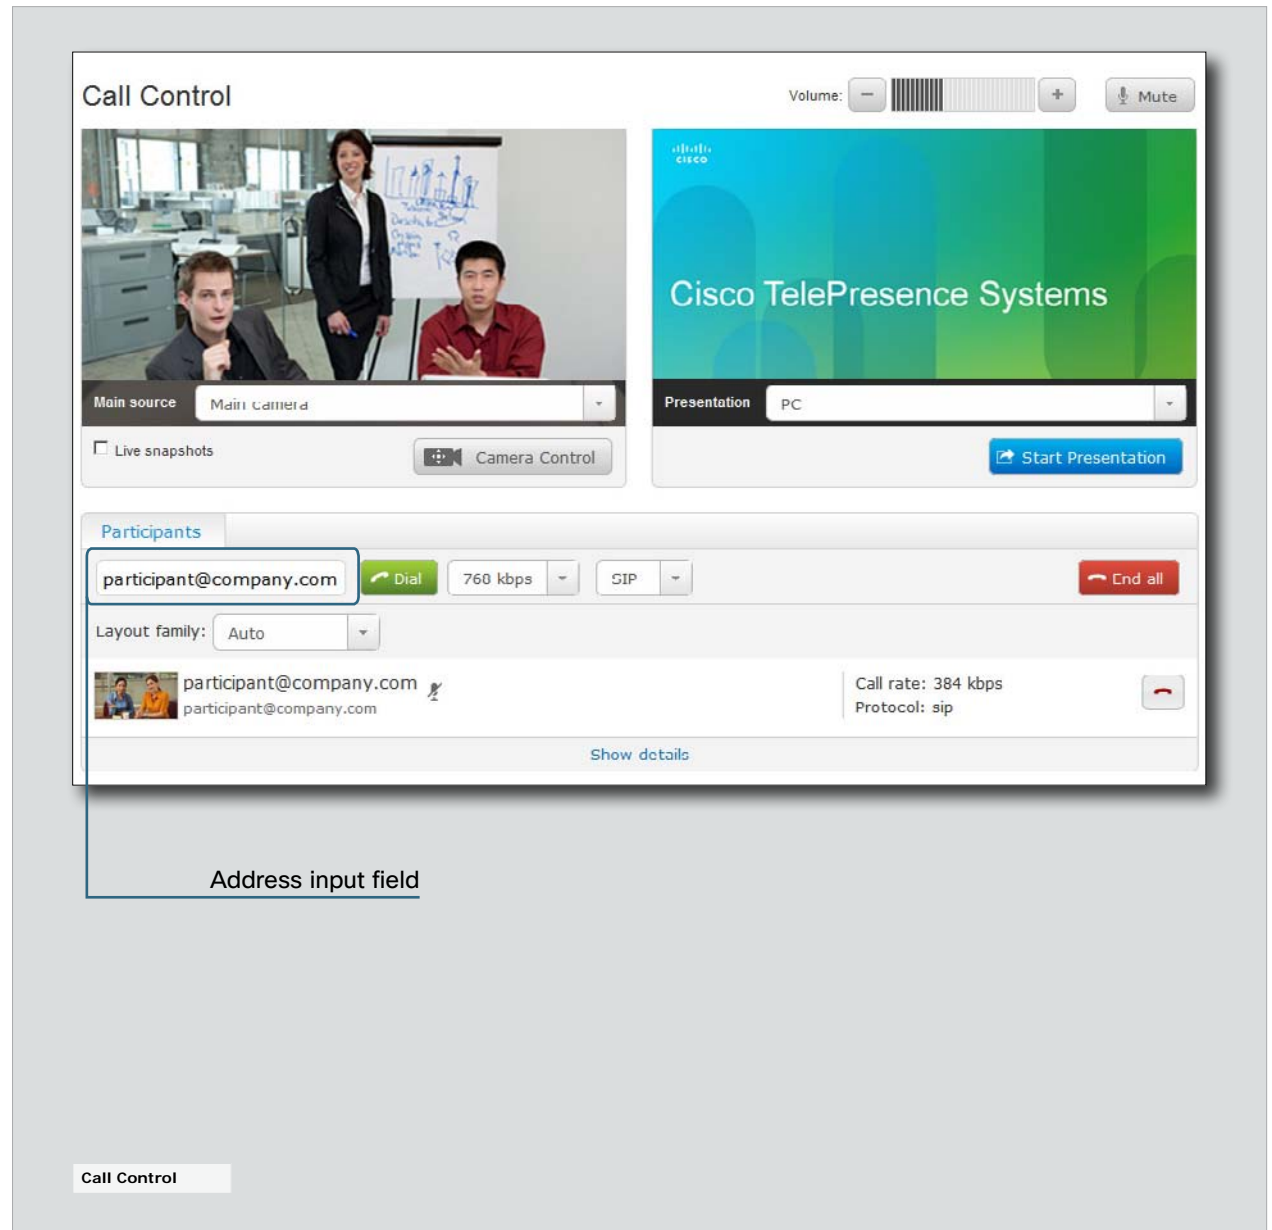 Call Control
Volume:
Mute
CISCO
Cisco TelePresence Systems
Main source Main camera
Presentation PC
Live snapshots
Camera Control
Start Presentation
Participants
participant@company.com Dial 760 kbps SIP End all
Layout family: Auto
participant@company.com
participant@company.com
Call rate: 384 kbps
Protocol: sip
Show details
Address input field
Call Control